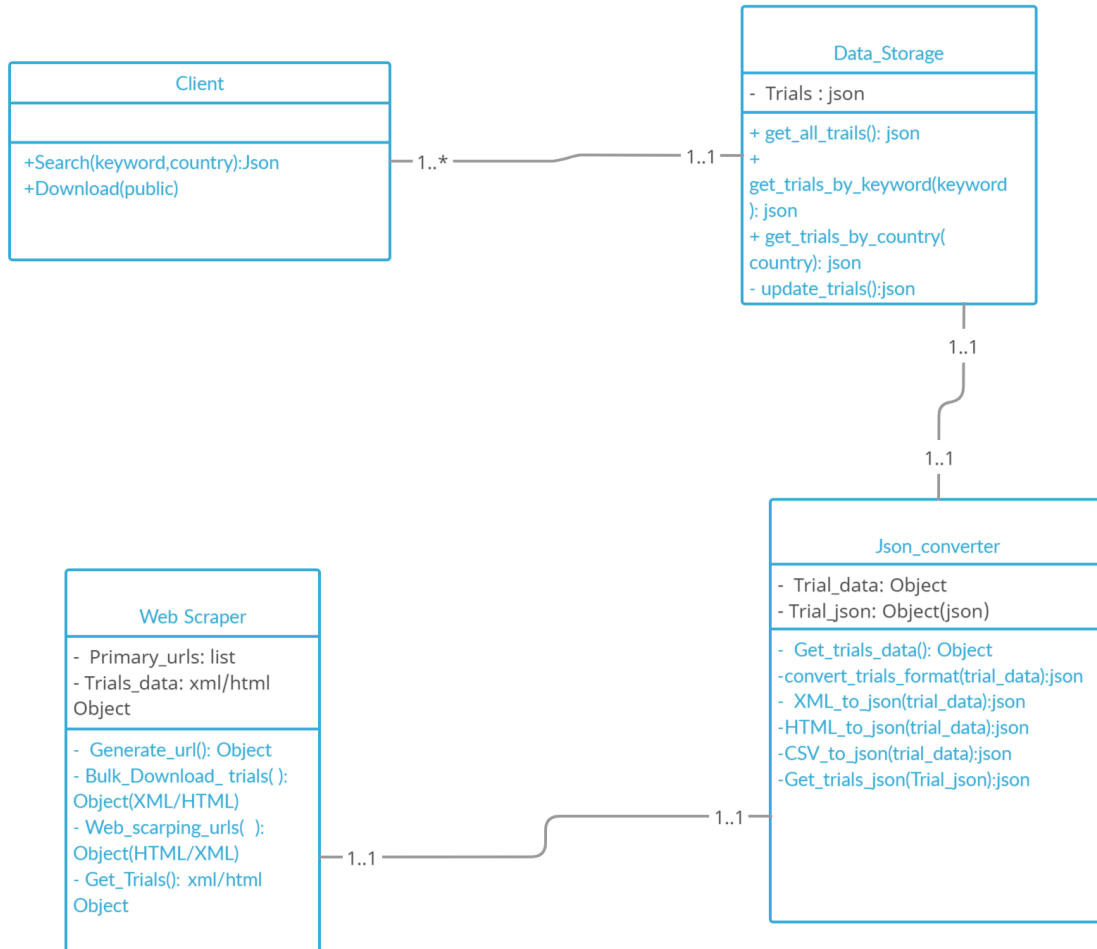 Client
+Search(keyword,country):Json
+Download(public)
1..*
1..1
Data_Storage
- Trials : json
+ get_all_trails(): json
+
get_trials_by_keyword(keyword
): json
+ get_trials_by_country(
country): json
- update_trials():json
1..1
1..1
Json_converter
- Trial_data: Object
- Trial_json: Object(json)
- Get_trials_data(): Object
-convert_trials_format(trial_data):json
- XML_to_json(trial_data):json
-HTML_to_json(trial_data):json
-CSV_to_json(trial_data):json
-Get_trials_json(Trial_json):json
Web Scraper
- Primary_urls: list
- Trials_data: xml/html
Object
- Generate_url(): Object
- Bulk_Download_ trials( ):
Object(XML/HTML)
- Web_scarping_urls( ):
Object(HTML/XML)
- Get_Trials(): xml/html
Object
1..1
1..1